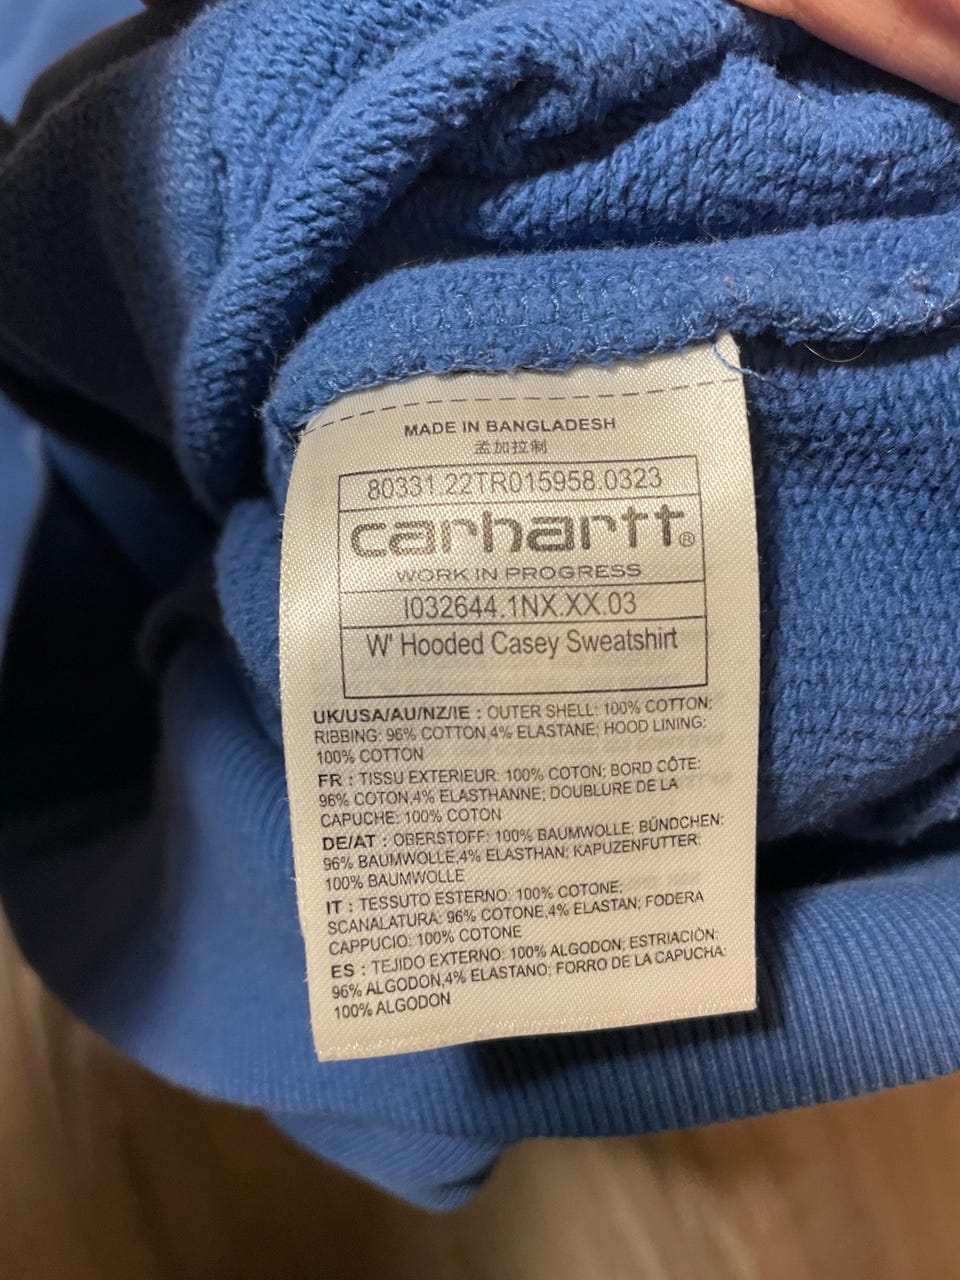 MADE IN BANGLADESH
孟加拉制
80331.22TR015958.0323
carhartt®
WORK IN PROGRESS
I032644.1NX.XX.03
W' Hooded Casey Sweatshirt
UK/USA/AU/NZ/IE : OUTER SHELL: 100% COTTON;
RIBBING: 96% COTTON,4% ELASTANE; HOOD LINING:
100% COTTON
FR : TISSU EXTERIEUR: 100% COTON; BORD CÔTE:
96% COTON,4% ELASTHANNE; DOUBLURE DE LA
CAPUCHE: 100% COTON
DE/AT : OBERSTOFF: 100% BAUMWOLLE; BÜNDCHEN:
96% BAUMWOLLE,4% ELASTHAN; KAPUZENFUTTER:
100% BAUMWOLLE
IT : TESSUTO ESTERNO: 100% COTONE;
SCANALATURA: 96% COTONE,4% ELASTAN; FODERA
CAPPUCIO: 100% COTONE
ES : TEJIDO EXTERNO: 100% ALGODON; ESTRIACIÓN:
96% ALGODON,4% ELASTANO; FORRO DE LA CAPUCHA:
100% ALGODON